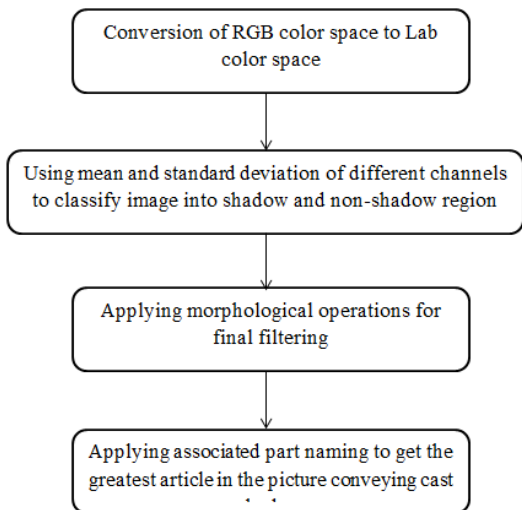 Conversion of RGB color space to Lab
color space
Using mean and standard deviation of different channels
to classify image into shadow and non-shadow region
Applying morphological operations for
final filtering
Applying associated part naming to get the
greatest article in the picture conveying cast